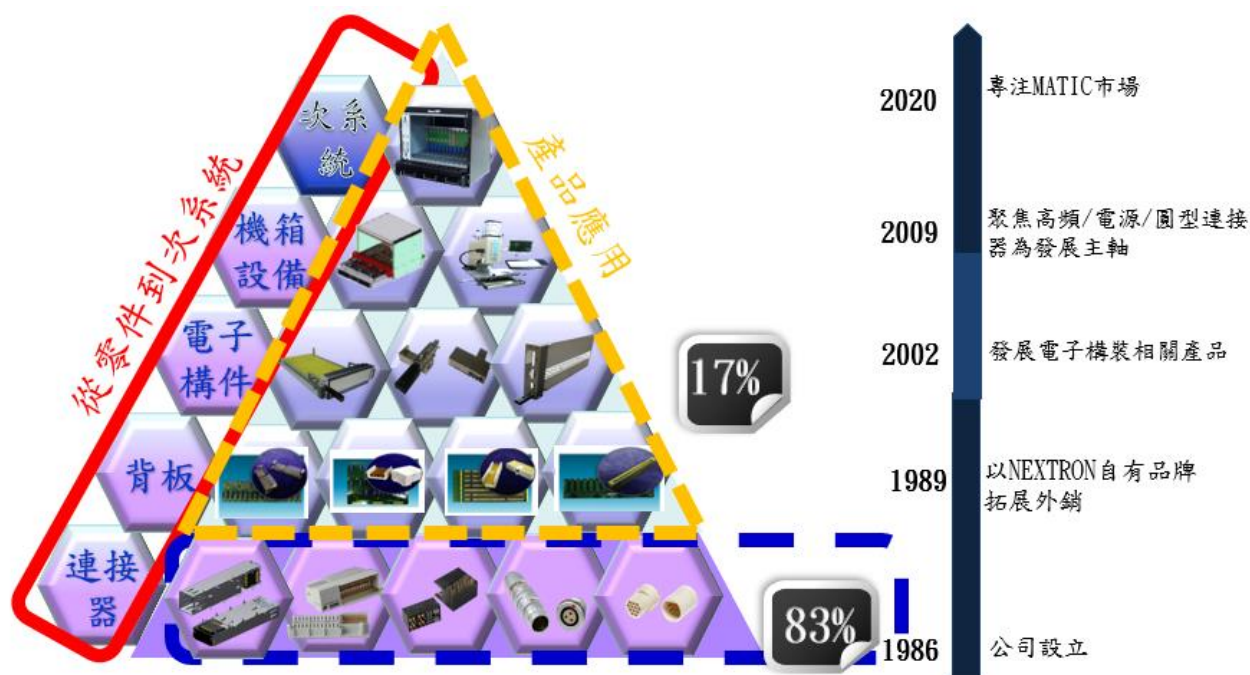 從零件到次系統
產品應用
次系
統
機箱
設備
電子
構件
背板
連接
器
17%
83%
2020
專注MATIC市場
2009
聚焦高頻/電源/圓型連接
器為發展主軸
2002
發展電子構裝相關產品
1989
以NEXTRON自有品牌
拓展外銷
1986
公司設立